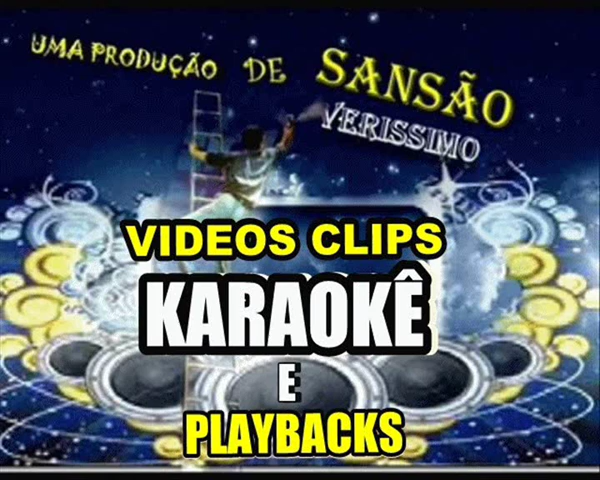 UMA PRODUÇÃO DE SANSÃO
VERISSIMO
VIDEOS CLIPS
KARAOKÊ
E
PLAYBACKS